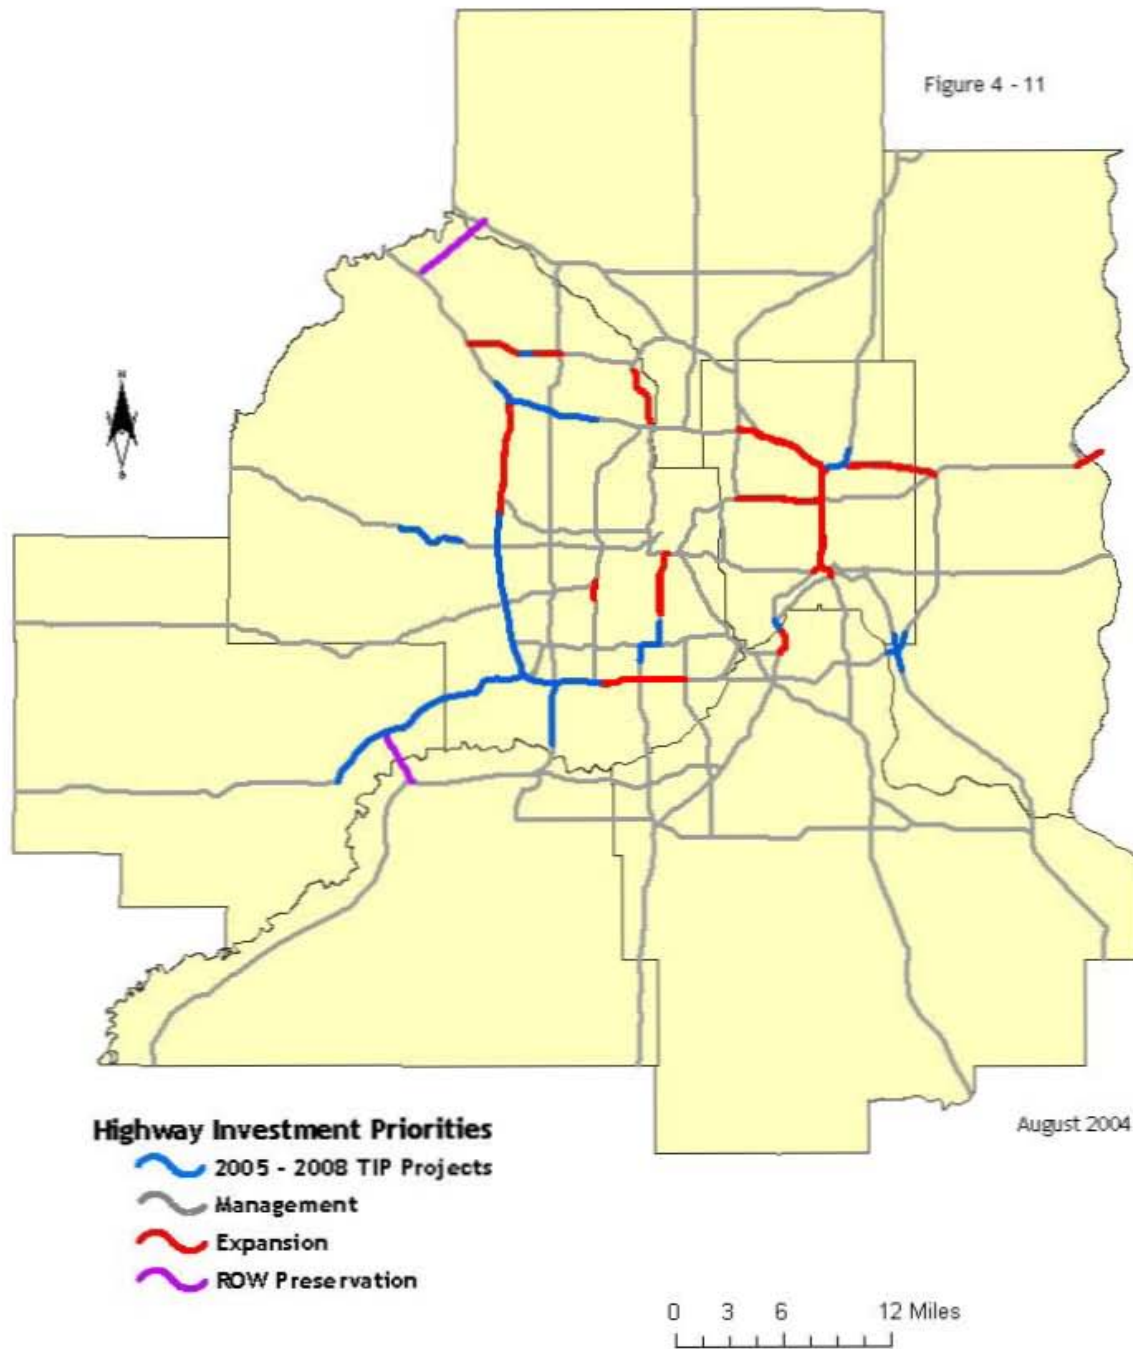 Figure 4 - 11
N
S
August 2004
Highway Investment Priorities
2005 - 2008 TIP Projects
Management
Expansion
ROW Preservation
0 3 6 12 Miles